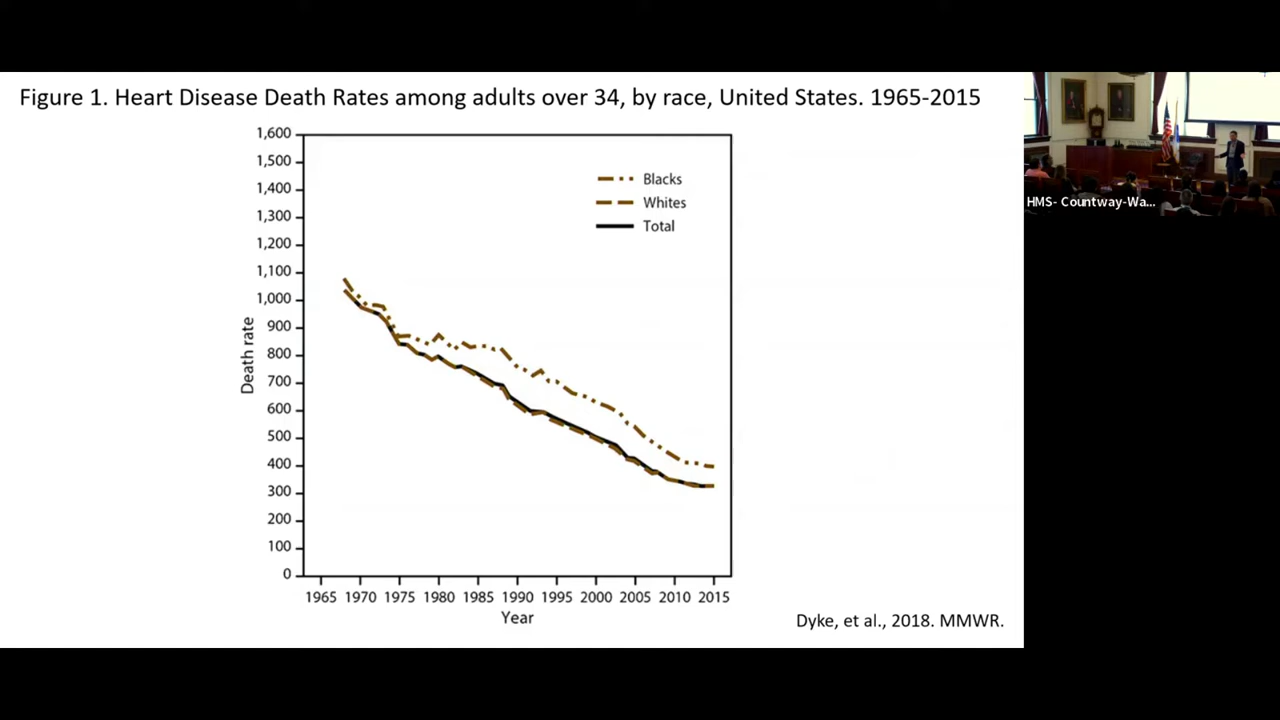 Figure 1. Heart Disease Death Rates among adults over 34, by race, United States. 1965-2015
1,600
1,500
1,400
1,300
1,200
1,100
1,000
900
800
700
600
500
400
300
200
100
0
Death rate
Blacks
Whites
Total
1965 1970 1975 1980 1985 1990 1995 2000 2005 2010 2015
Year
Dyke, et al., 2018. MMWR.
HMS- Countway-Wa...